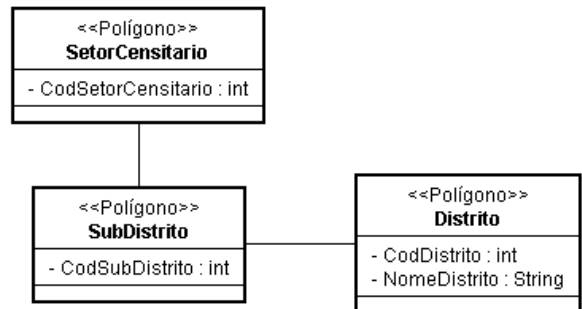 <<Polígono>>
SetorCensitario
- CodSetorCensitario : int
<<Polígono>>
SubDistrito
- CodSubDistrito : int
<<Polígono>>
Distrito
- CodDistrito : int
- NomeDistrito : String